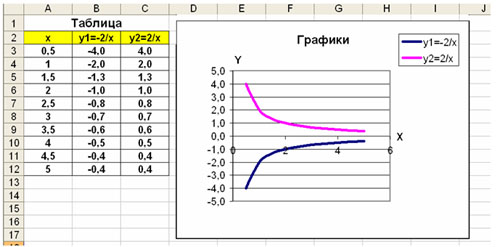 A B C D E F G H I J
1 Таблица
2 x y1=-2/x y2=2/x
3 0,5 -4,0 4,0
4 1 -2,0 2,0
5 1,5 -1,3 1,3
6 2 -1,0 1,0
7 2,5 -0,8 0,8
8 3 -0,7 0,7
9 3,5 -0,6 0,6
10 4 -0,5 0,5
11 4,5 -0,4 0,4
12 5 -0,4 0,4
13
14
15
16
17
Графики
y1=-2/x
y2=2/x
Y
5,0
4,0
3,0
2,0
1,0
0,0
-1,0
-2,0
-3,0
-4,0
-5,0
0 2 4 6
X